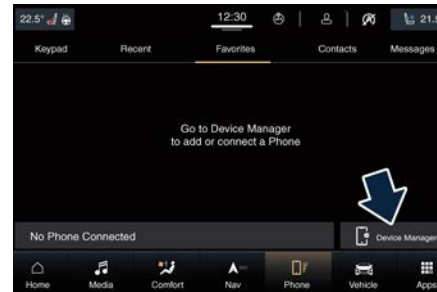 22.5°
12:30
21.5
Keypad
Recent
Favorites
Contacts
Messages
Go to Device Manager
to add or connect a Phone
No Phone Connected
Device Manager
Home
Media
Comfort
Nav
Phone
Vehicle
Apps